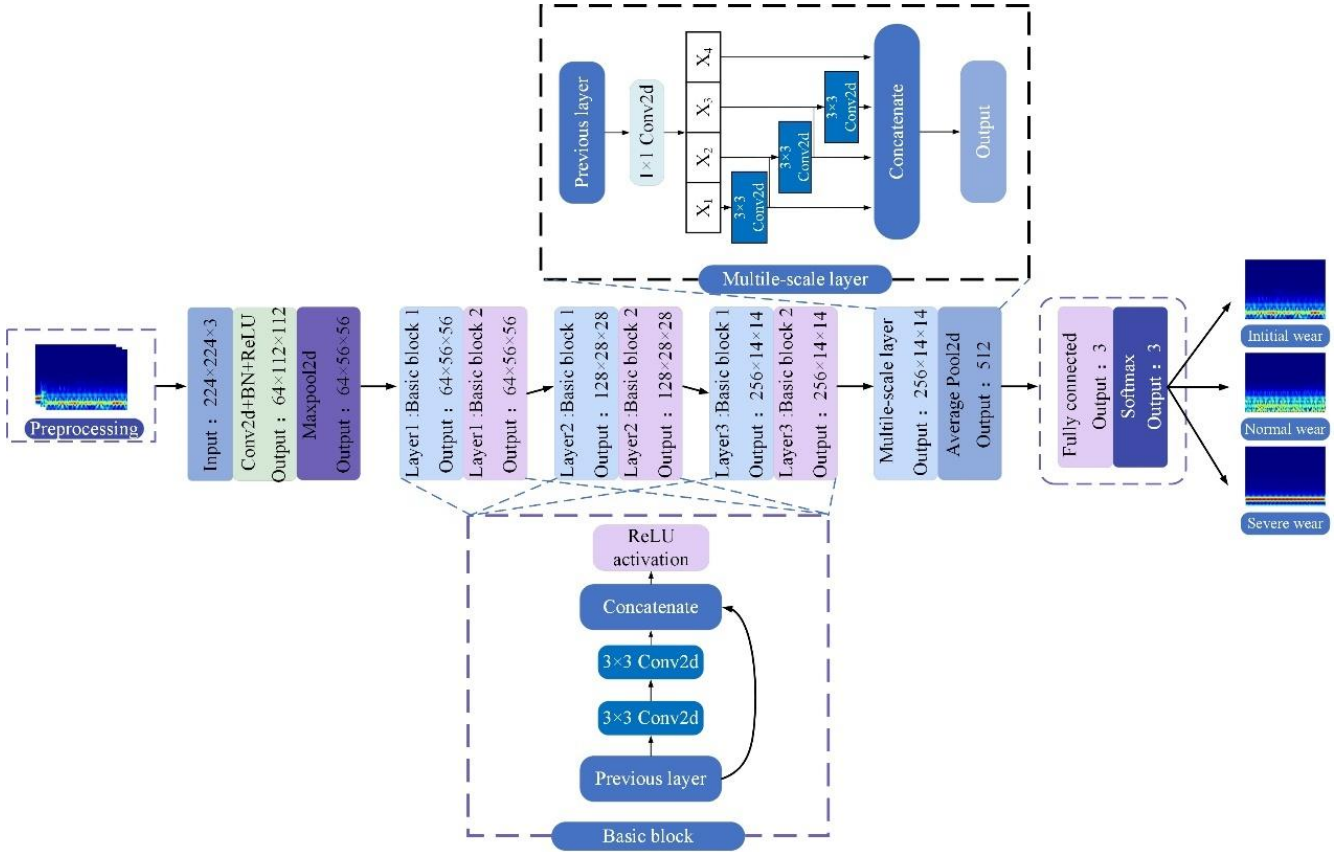 Previous layer
1×1 Conv2d
X1
X2
X3
X4
3×3
Conv2d
3×3
Conv2d
3×3
Conv2d
Concatenate
Output
Multile-scale layer
Preprocessing
Input : 224×224×3
Conv2d+BN+ReLU
Output : 64×112×112
Maxpool2d
Output : 64×56×56
Layer1 :Basic block 1
Output : 64×56×56
Layer1 :Basic block 2
Output : 64×56×56
Layer2 :Basic block 1
Output : 128×28×28
Layer2 :Basic block 2
Output : 128×28×28
Layer3 :Basic block 1
Output : 256×14×14
Layer3 :Basic block 2
Output : 256×14×14
Multile-scale layer
Output : 256×14×14
Average Pool2d
Output : 512
Fully connected
Output : 3
Softmax
Output : 3
Intitial wear
Normal wear
Severe wear
ReLU
activation
Concatenate
3×3 Conv2d
3×3 Conv2d
Previous layer
Basic block